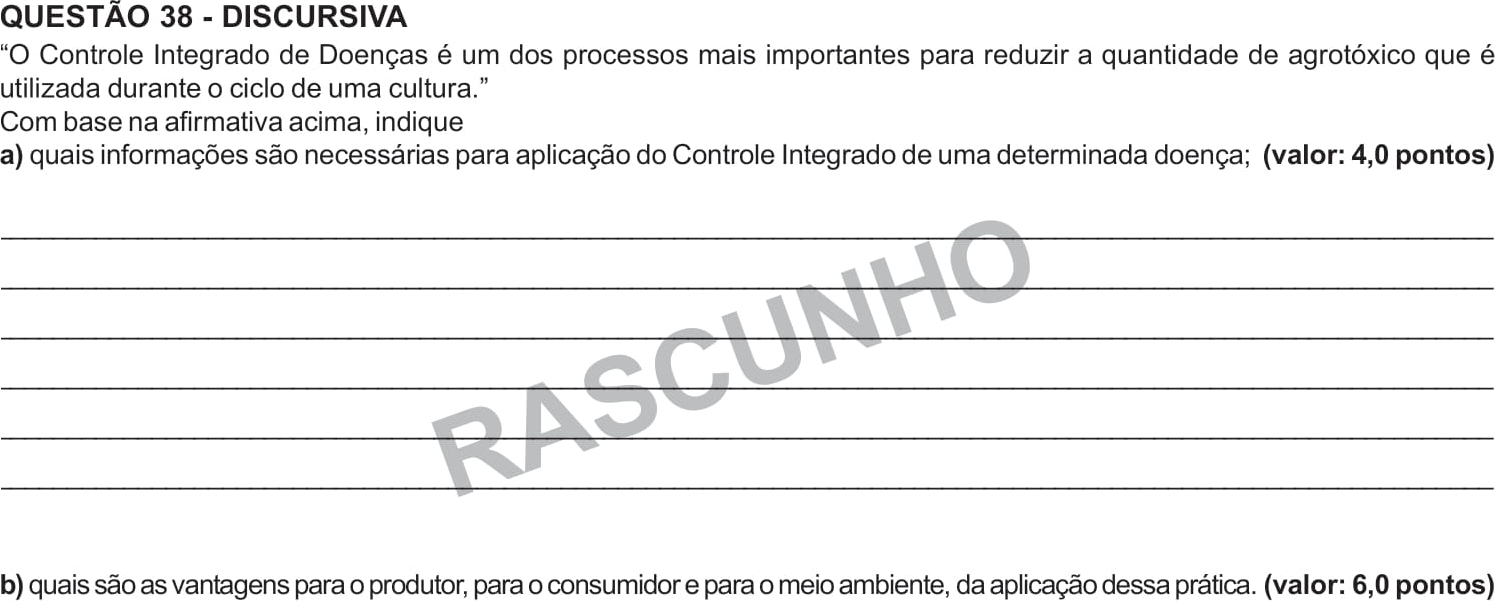 QUESTÃO 38 - DISCURSIVA
“O Controle Integrado de Doenças é um dos processos mais importantes para reduzir a quantidade de agrotóxico que é
utilizada durante o ciclo de uma cultura.”
Com base na afirmativa acima, indique
a) quais informações são necessárias para aplicação do Controle Integrado de uma determinada doença; (valor: 4,0 pontos)
RASCUNHO
b) quais são as vantagens para o produtor, para o consumidor e para o meio ambiente, da aplicação dessa prática. (valor: 6,0 pontos)